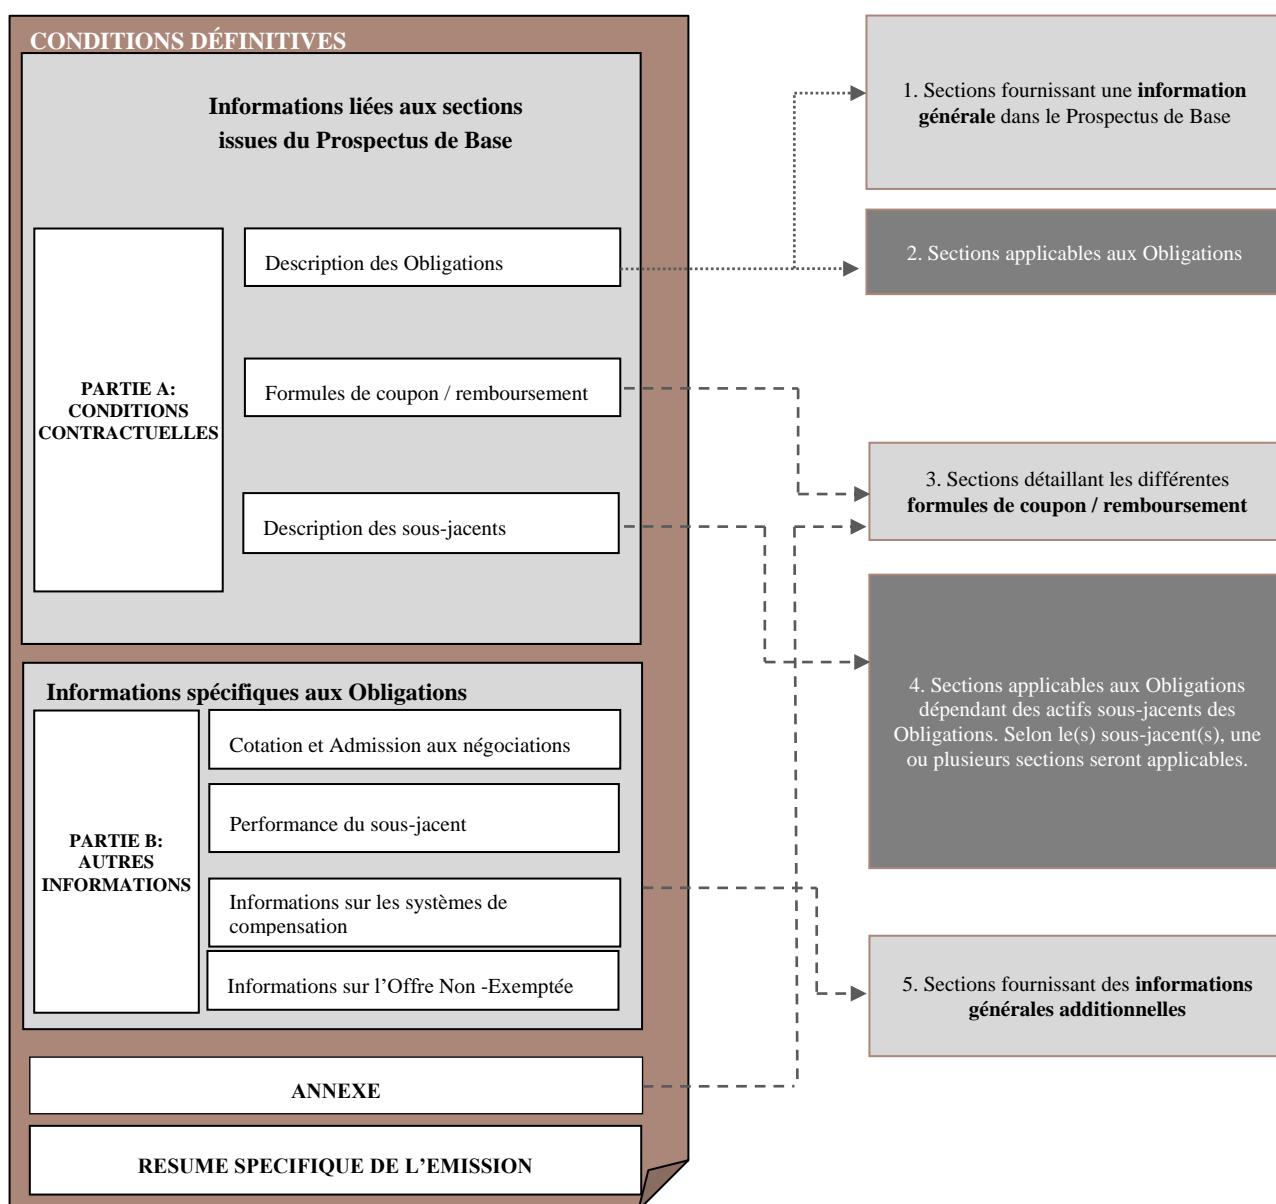 CONDITIONS DÉFINITIVES
Informations liées aux sections
issues du Prospectus de Base
PARTIE A:
CONDITIONS
CONTRACTUELLES
Description des Obligations
Formules de coupon / remboursement
Description des sous-jacents
Informations spécifiques aux Obligations
PARTIE B:
AUTRES
INFORMATIONS
Cotation et Admission aux négociations
Performance du sous-jacent
Informations sur les systèmes de
compensation
Informations sur l’Offre Non -Exemptée
ANNEXE
RESUME SPECIFIQUE DE L’EMISSION
1. Sections fournissant une information
générale dans le Prospectus de Base
2. Sections applicables aux Obligations
3. Sections détaillant les différentes
formules de coupon / remboursement
4. Sections applicables aux Obligations
dépendant des actifs sous-jacents des
Obligations. Selon le(s) sous-jacent(s), une
ou plusieurs sections seront applicables.
5. Sections fournissant des informations
générales additionnelles